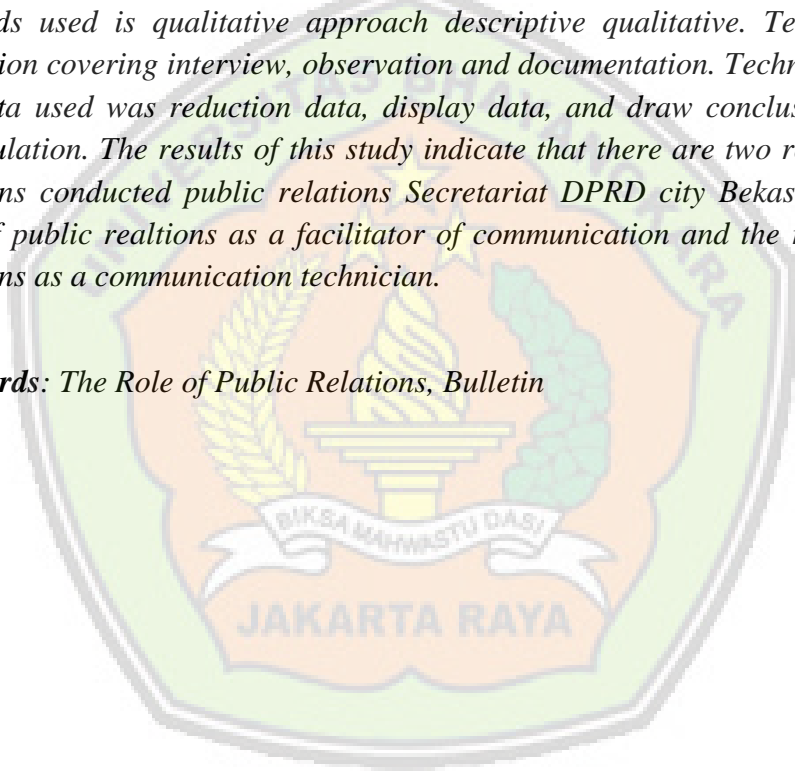 ds used is qualitative approach descriptive qualitative. Te
ion covering interview, observation and documentation. Techn
ta used was reduction data, display data, and draw conclus
ulation. The results of this study indicate that there are two r
ns conducted public relations Secretariat DPRD city Bekas
f public realtions as a facilitator of communication and the
ns as a communication technician.
rds: The Role of Public Relations, Bulletin
UNIVERSITAS BHAYANGKARA
BIKSA MAHWASTU DASI
JAKARTA RAYA